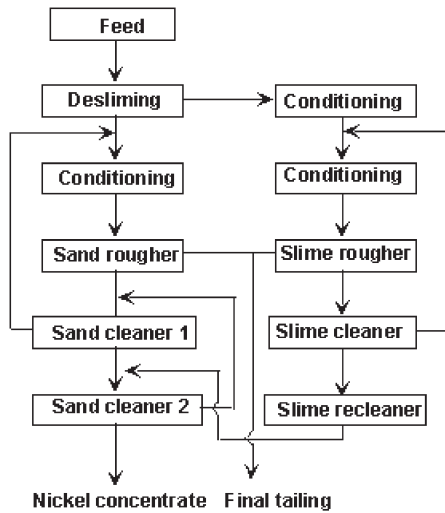 Feed
Desliming
Conditioning
Conditioning
Conditioning
Sand rougher
Slime rougher
Sand cleaner 1
Slime cleaner
Sand cleaner 2
Slime recleaner
Nickel concentrate
Final tailing